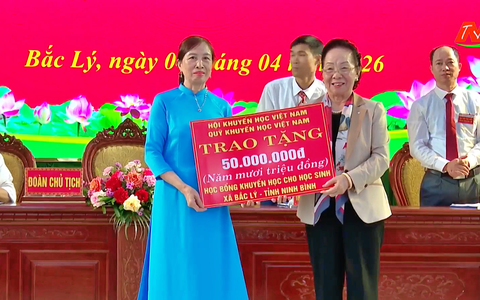 Bắc Lý, ngày 0 tháng 04 26
HỘI KHUYẾN HỌC VIỆT NAM
QUỸ KHUYẾN HỌC VIỆT NAM
TRAO TẶNG
50.000.000đ
(Năm mươi triệu đồng)
HỌC BỔNG KHUYẾN HỌC CHO HỌC SINH
XÃ BẮC LÝ - TỈNH NINH BÌNH
ĐOÀN CHỦ TỊCH